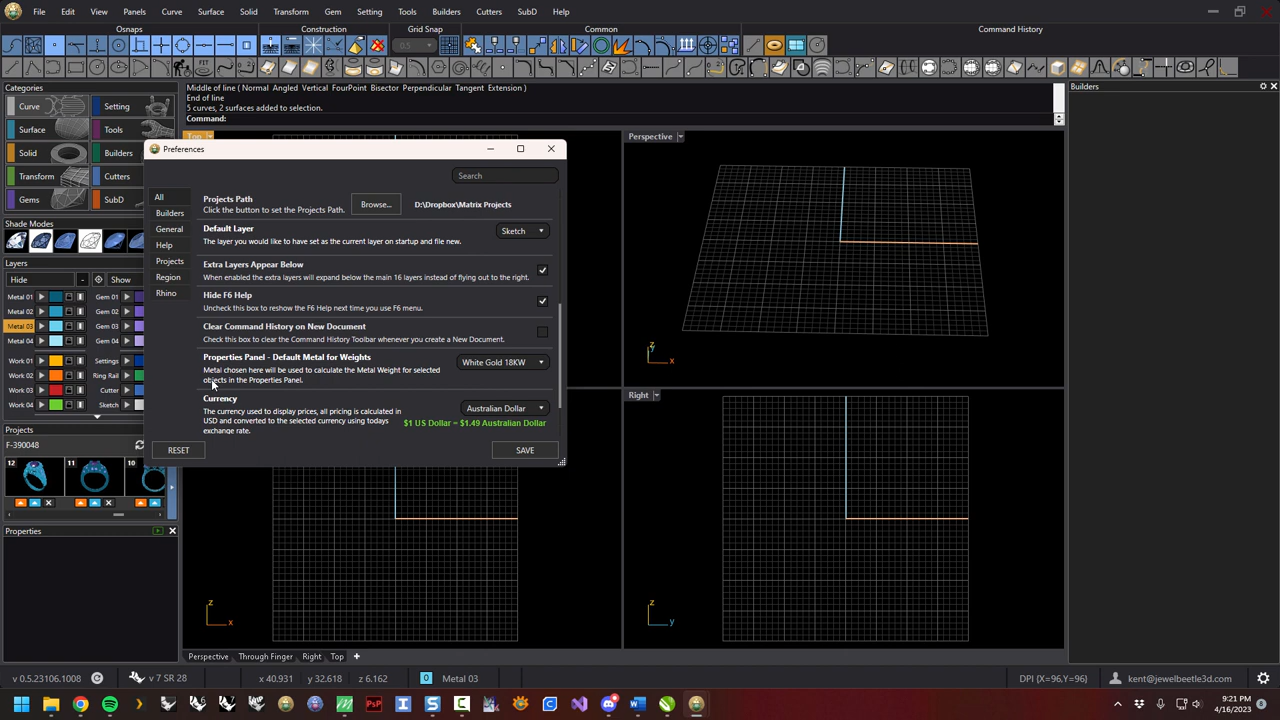 File Edit View Panels Curve Surface Solid Transform Gem Setting Tools Builders Cutters SubD Help
Osnaps Construction Grid Snap Common Command History
0.5
Categories
Curve Setting
Surface Tools
Solid Builders
Transform Cutters
Gems SubD
Shade Modes
Layers
Hide - Show
Metal 01 Gem 01
Metal 02 Gem 02
Metal 03 Gem 03
Metal 04 Gem 04
Work 01 Settings
Work 02 Ring Rail
Work 03 Cutter
Work 04 Sketch
Projects
F-390048
12 11
Properties
Middle of line ( Normal Angled Vertical FourPoint Bisector Perpendicular Tangent Extension )
End of line
5 curves, 2 surfaces added to selection.
Command:
Top
Preferences
Search
All
Builders
General
Help
Projects
Region
Rhino
Projects Path
Click the button to set the Projects Path. Browse... D:\Dropbox\Matrix Projects
Default Layer
The layer you would like to have set as the current layer on startup and file new. Sketch
Extra Layers Appear Below
When enabled the extra layers will expand below the main 16 layers instead of flying out to the right.
Hide F6 Help
Uncheck this box to reshow the F6 Help next time you use F6 menu.
Clear Command History on New Document
Check this box to clear the Command History Toolbar whenever you create a New Document.
Properties Panel - Default Metal for Weights
Metal chosen here will be used to calculate the Metal Weight for selected
objects in the Properties Panel.
White Gold 18KW
Currency
The currency used to display prices, all pricing is calculated in
USD and converted to the selected currency using todays
exchange rate.
Australian Dollar
$1 US Dollar = $1.49 Australian Dollar
RESET SAVE
Perspective
z
y
x
Right
z
x
z
y
Builders
Perspective Through Finger Right Top
v 0.5.23106.1008 v 7 SR 28 x 40.931 y 32.618 z 6.162 0 Metal 03 DPI (X=96,Y=96) kent@jewelbeetle3d.com
9:21 PM
4/16/2023